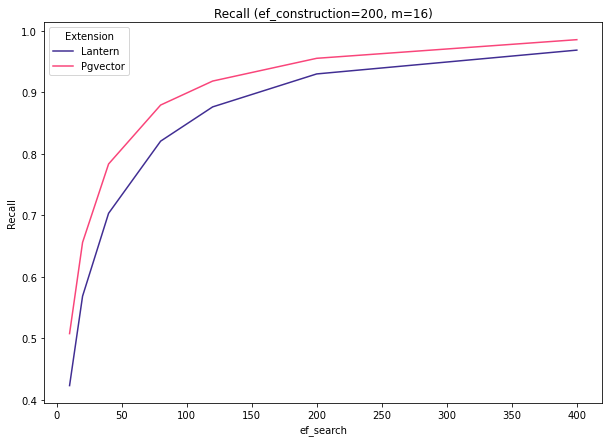 Recall (ef_construction=200, m=16)
Extension
Lantern
Pgvector
Recall
1.0
0.9
0.8
0.7
0.6
0.5
0.4
0 50 100 150 200 250 300 350 400
ef_search